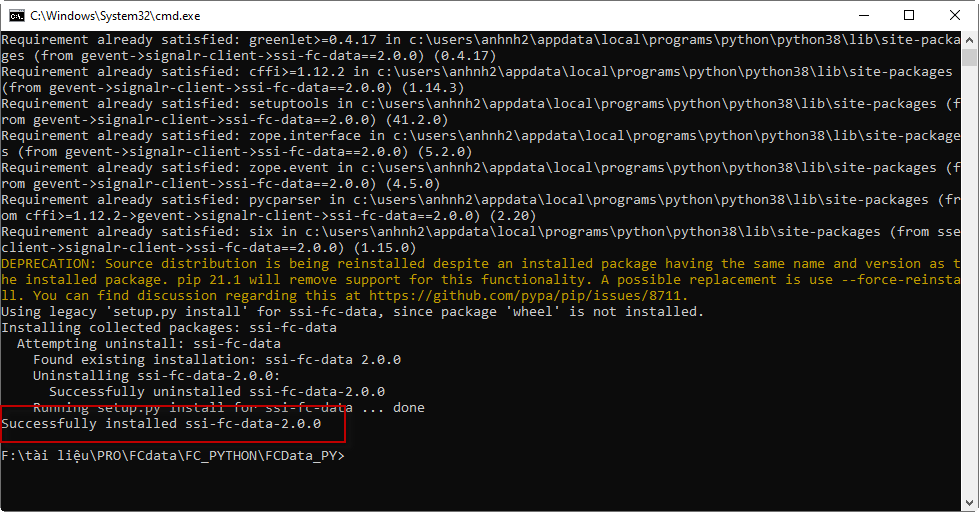 C:\Windows\System32\cmd.exe
Requirement already satisfied: greenlet>=0.4.17 in c:\users\anhnh2\appdata\local\programs\python\python38\lib\site-packa
ges (from gevent->signalr-client->ssi-fc-data==2.0.0) (0.4.17)
Requirement already satisfied: cffi>=1.12.2 in c:\users\anhnh2\appdata\local\programs\python\python38\lib\site-packages
(from gevent->signalr-client->ssi-fc-data==2.0.0) (1.14.3)
Requirement already satisfied: setuptools in c:\users\anhnh2\appdata\local\programs\python\python38\lib\site-packages (f
rom gevent->signalr-client->ssi-fc-data==2.0.0) (41.2.0)
Requirement already satisfied: zope.interface in c:\users\anhnh2\appdata\local\programs\python\python38\lib\site-package
s (from gevent->signalr-client->ssi-fc-data==2.0.0) (5.2.0)
Requirement already satisfied: zope.event in c:\users\anhnh2\appdata\local\programs\python\python38\lib\site-packages (f
rom gevent->signalr-client->ssi-fc-data==2.0.0) (4.5.0)
Requirement already satisfied: pycparser in c:\users\anhnh2\appdata\local\programs\python\python38\lib\site-packages (fr
om cffi>=1.12.2->gevent->signalr-client->ssi-fc-data==2.0.0) (2.20)
Requirement already satisfied: six in c:\users\anhnh2\appdata\local\programs\python\python38\lib\site-packages (from sse
client->signalr-client->ssi-fc-data==2.0.0) (1.15.0)
DEPRECATION: Source distribution is being reinstalled despite an installed package having the same name and version as t
he installed package. pip 21.1 will remove support for this functionality. A possible replacement is use --force-reinsta
ll. You can find discussion regarding this at https://github.com/pypa/pip/issues/8711.
Using legacy 'setup.py install' for ssi-fc-data, since package 'wheel' is not installed.
Installing collected packages: ssi-fc-data
  Attempting uninstall: ssi-fc-data
    Found existing installation: ssi-fc-data 2.0.0
    Uninstalling ssi-fc-data-2.0.0:
      Successfully uninstalled ssi-fc-data-2.0.0
    Running setup.py install for ssi-fc-data ... done
Successfully installed ssi-fc-data-2.0.0
F:\tài liệu\PRO\FCdata\FC_PYTHON\FCData_PY>